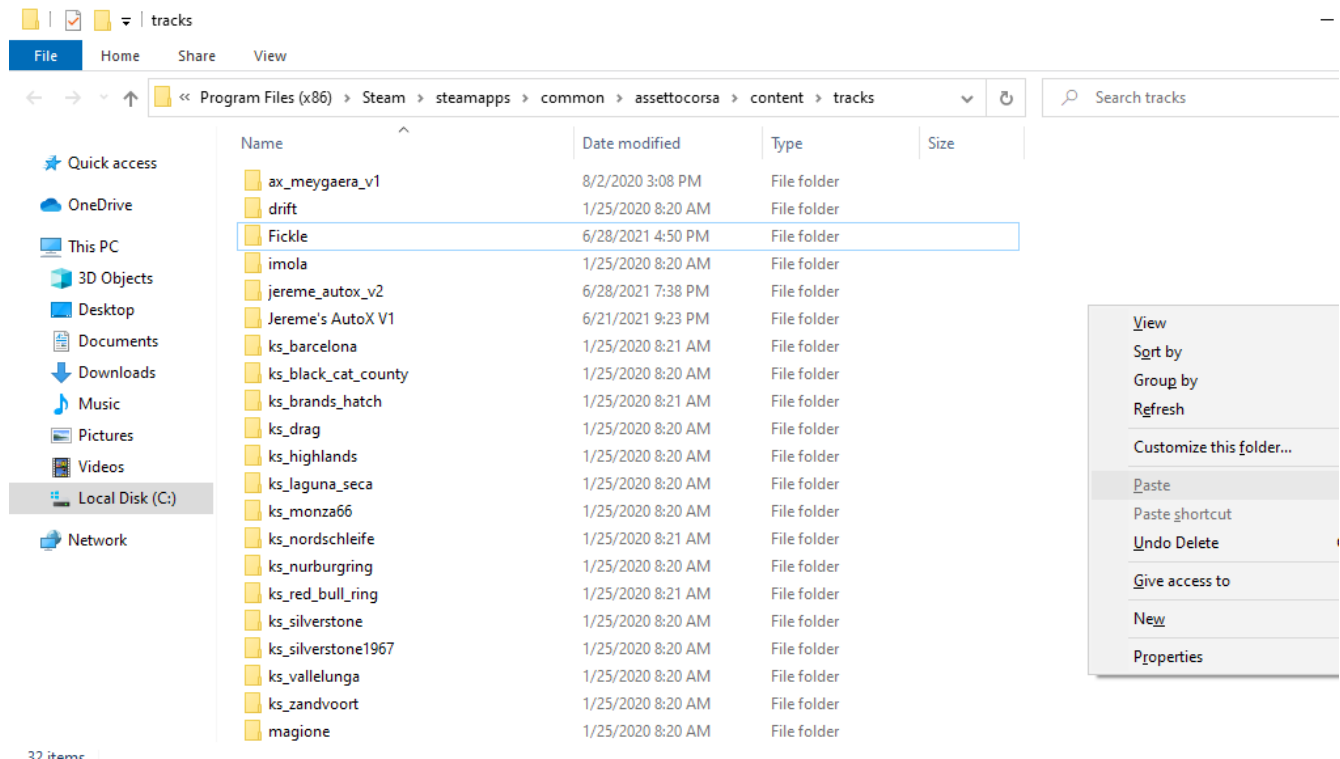 tracks
File Home Share View
« Program Files (x86) › Steam › steamapps › common › assettocorsa › content › tracks
Search tracks
Quick access
OneDrive
This PC
3D Objects
Desktop
Documents
Downloads
Music
Pictures
Videos
Local Disk (C:)
Network
Name Date modified Type Size
ax_meygaera_v1 8/2/2020 3:08 PM File folder
drift 1/25/2020 8:20 AM File folder
Fickle 6/28/2021 4:50 PM File folder
imola 1/25/2020 8:20 AM File folder
jereme_autox_v2 6/28/2021 7:38 PM File folder
Jereme's AutoX V1 6/21/2021 9:23 PM File folder
ks_barcelona 1/25/2020 8:21 AM File folder
ks_black_cat_county 1/25/2020 8:20 AM File folder
ks_brands_hatch 1/25/2020 8:21 AM File folder
ks_drag 1/25/2020 8:20 AM File folder
ks_highlands 1/25/2020 8:20 AM File folder
ks_laguna_seca 1/25/2020 8:20 AM File folder
ks_monza66 1/25/2020 8:20 AM File folder
ks_nordschleife 1/25/2020 8:21 AM File folder
ks_nurburgring 1/25/2020 8:20 AM File folder
ks_red_bull_ring 1/25/2020 8:21 AM File folder
ks_silverstone 1/25/2020 8:20 AM File folder
ks_silverstone1967 1/25/2020 8:20 AM File folder
ks_vallelunga 1/25/2020 8:20 AM File folder
ks_zandvoort 1/25/2020 8:20 AM File folder
magione 1/25/2020 8:20 AM File folder
View
Sort by
Group by
Refresh
Customize this folder...
Paste
Paste shortcut
Undo Delete
Give access to
New
Properties
32 items